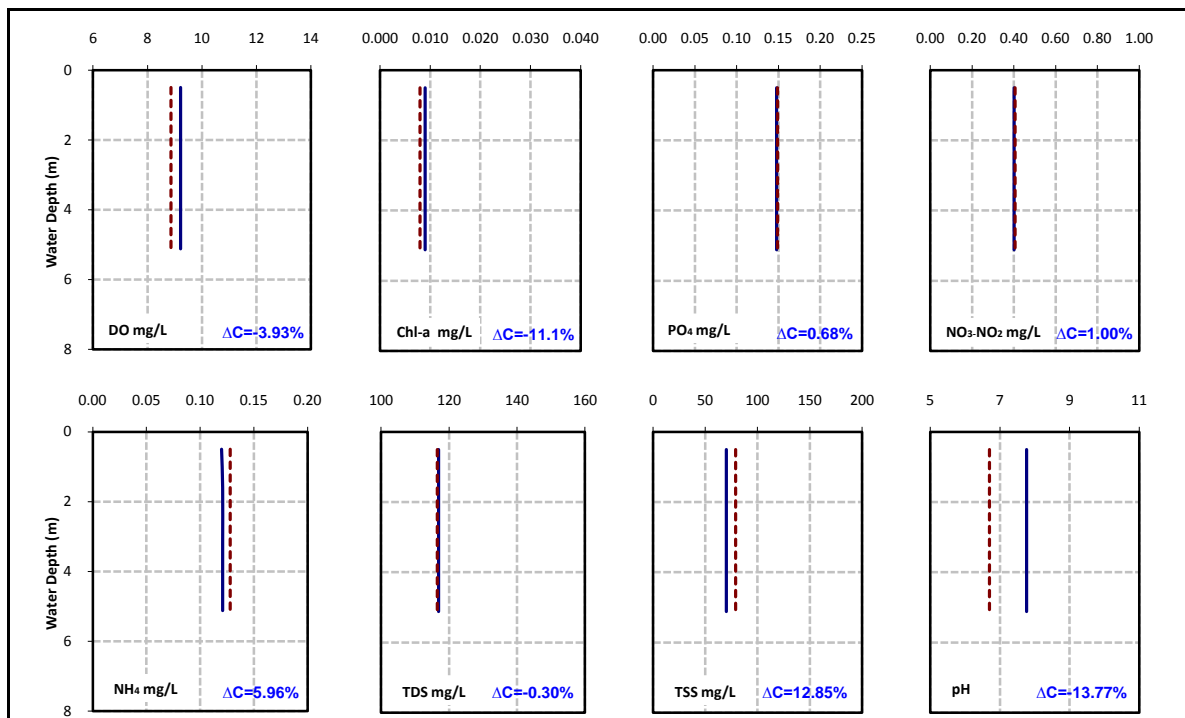 6 8 10 12 14
0.000 0.010 0.020 0.030 0.040
0.00 0.05 0.10 0.15 0.20 0.25
0.00 0.20 0.40 0.60 0.80 1.00
0
2
4
6
8
Water Depth (m)
DO mg/L ΔC=-3.93%
Chl-a mg/L ΔC=-11.1%
PO4 mg/L ΔC=0.68%
NO3-NO2 mg/L ΔC=1.00%
0.00 0.05 0.10 0.15 0.20
100 120 140 160
0 50 100 150 200
5 7 9 11
0
2
4
6
8
Water Depth (m)
NH4 mg/L ΔC=5.96%
TDS mg/L ΔC=-0.30%
TSS mg/L ΔC=12.85%
pH ΔC=-13.77%